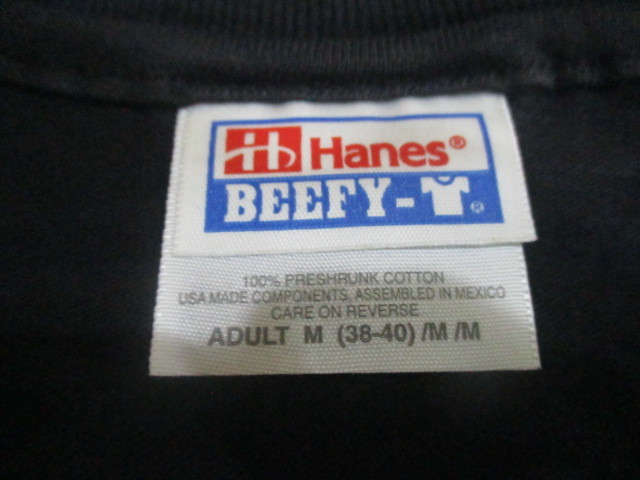 Hanes®
BEEFY-T®
100% PRESHRUNK COTTON
USA MADE COMPONENTS, ASSEMBLED IN MEXICO
CARE ON REVERSE
ADULT M (38-40) /M /M